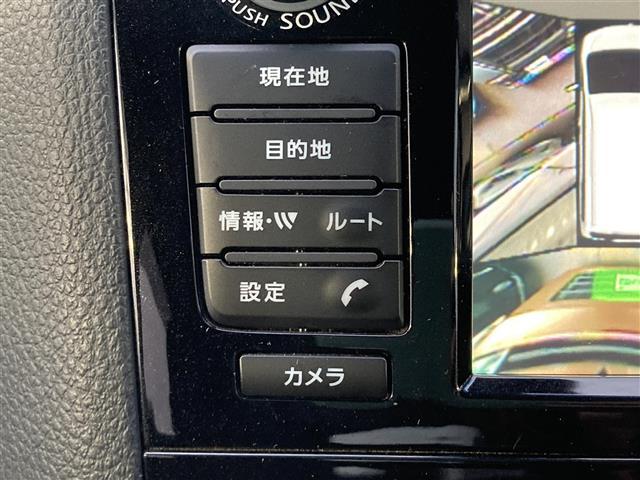 PUSH SOUND
現在地
目的地
情報・ ルート
設定
カメラ